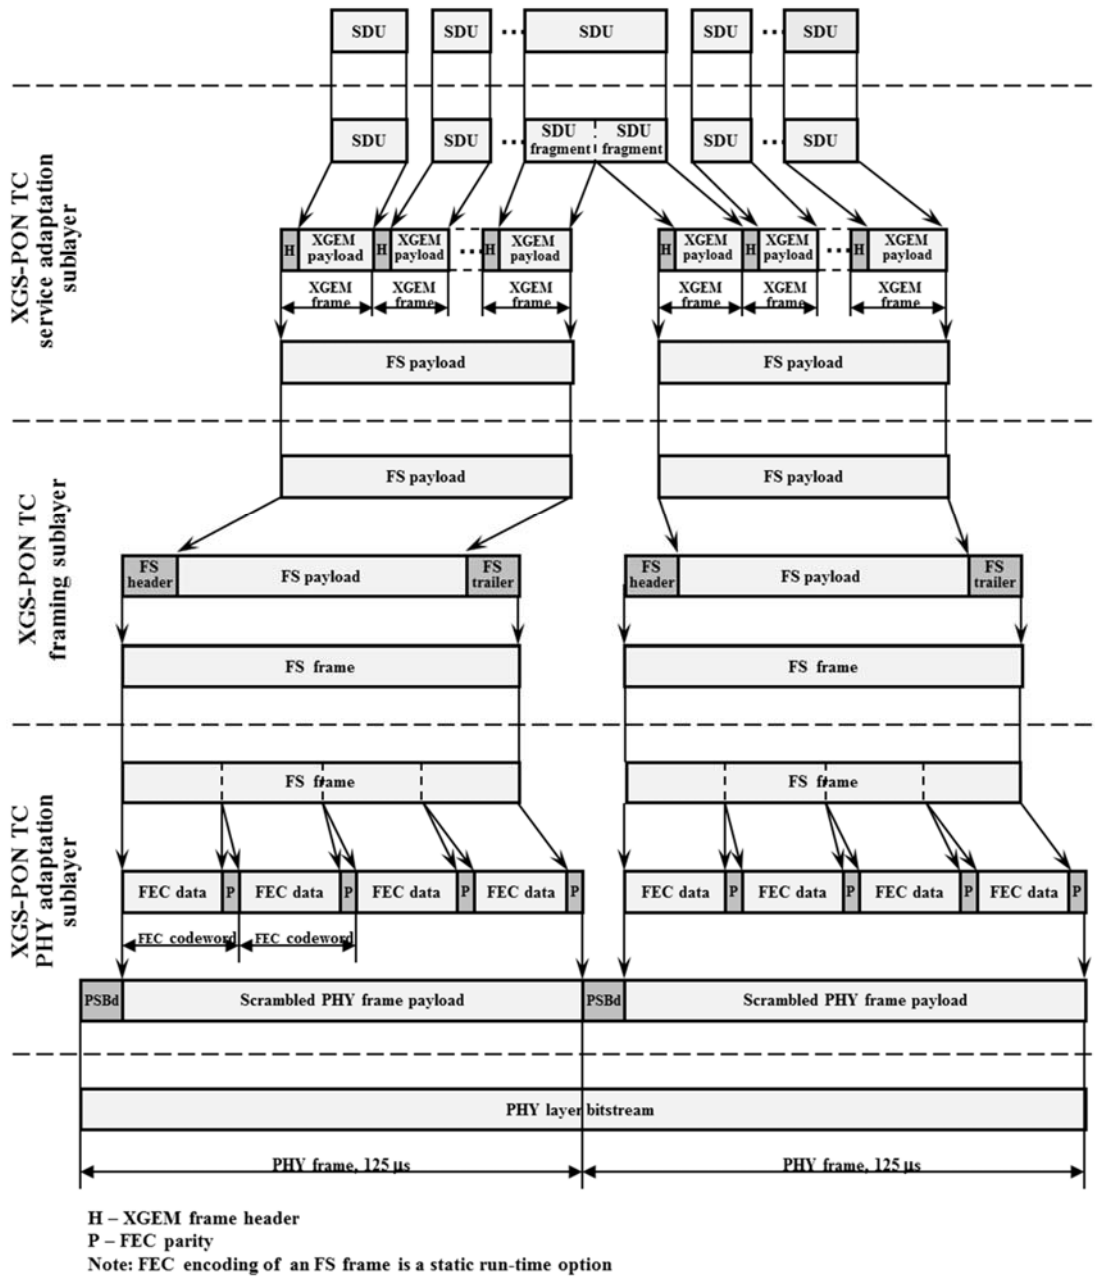 SDU SDU ··· SDU SDU ··· SDU
XGS-PON TC
service adaptation
sublayer
SDU SDU ··· SDU
fragment SDU
fragment SDU ··· SDU
H XGEM
payload H XGEM
payload ··· H XGEM
payload H XGEM
payload H XGEM
payload ··· H XGEM
payload
XGEM
frame XGEM
frame XGEM
frame XGEM
frame XGEM
frame XGEM
frame
FS payload FS payload
XGS-PON TC
framing sublayer
FS payload FS payload
FS
header FS payload FS
trailer FS
header FS payload FS
trailer
FS frame FS frame
XGS-PON TC
PHY adaptation
sublayer
FS frame FS frame
FEC data P FEC data P FEC data P FEC data P FEC data P FEC data P FEC data P FEC data P
FEC codeword FEC codeword
PSBd Scrambled PHY frame payload PSBd Scrambled PHY frame payload
PHY layer bitstream
PHY frame, 125 µs PHY frame, 125 µs
H – XGEM frame header
P – FEC parity
Note: FEC encoding of an FS frame is a static run-time option